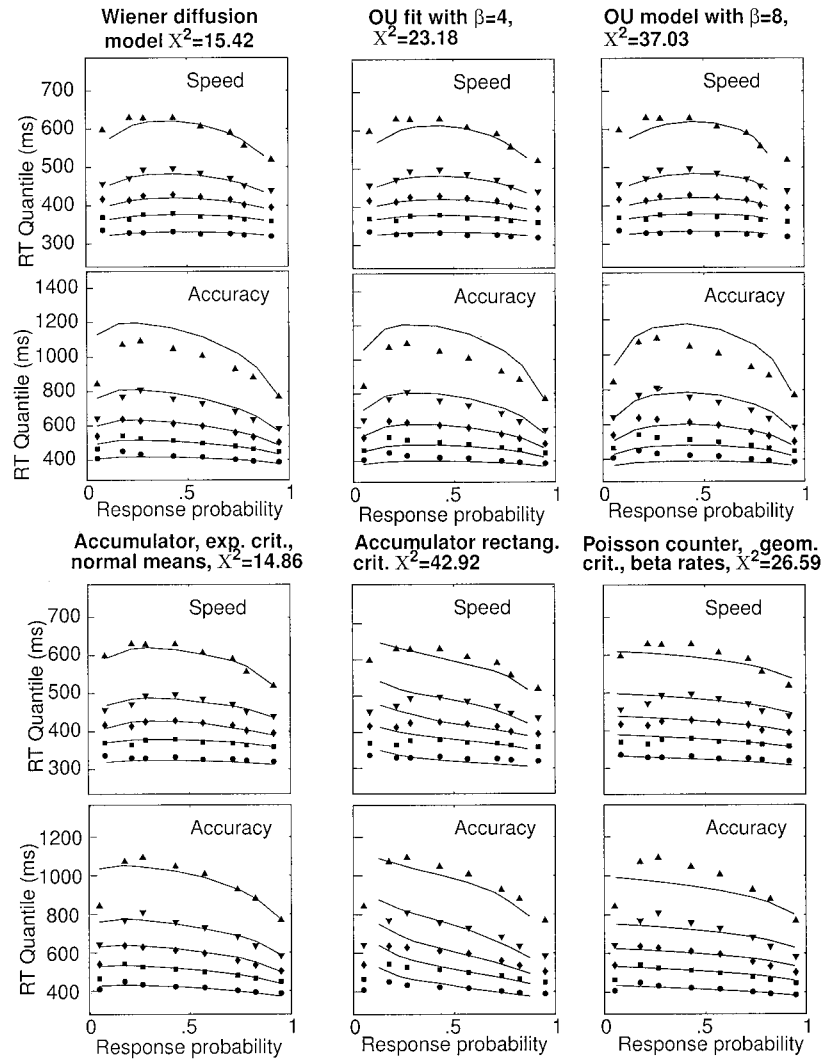 Wiener diffusion
model X²=15.42
OU fit with β=4,
X²=23.18
OU model with β=8,
X²=37.03
RT Quantile (ms)
700
600
500
400
300
Speed
Speed
Speed
RT Quantile (ms)
1400
1200
1000
800
600
400
Accuracy
Accuracy
Accuracy
0 .5 1
0 .5 1
0 .5 1
Response probability
Response probability
Response probability
Accumulator, exp. crit.,
normal means, X²=14.86
Accumulator rectang.
crit. X²=42.92
Poisson counter, geom.
crit., beta rates, X²=26.59
RT Quantile (ms)
700
600
500
400
300
Speed
Speed
Speed
RT Quantile (ms)
1200
1000
800
600
400
Accuracy
Accuracy
Accuracy
0 .5 1
0 .5 1
0 .5 1
Response probability
Response probability
Response probability